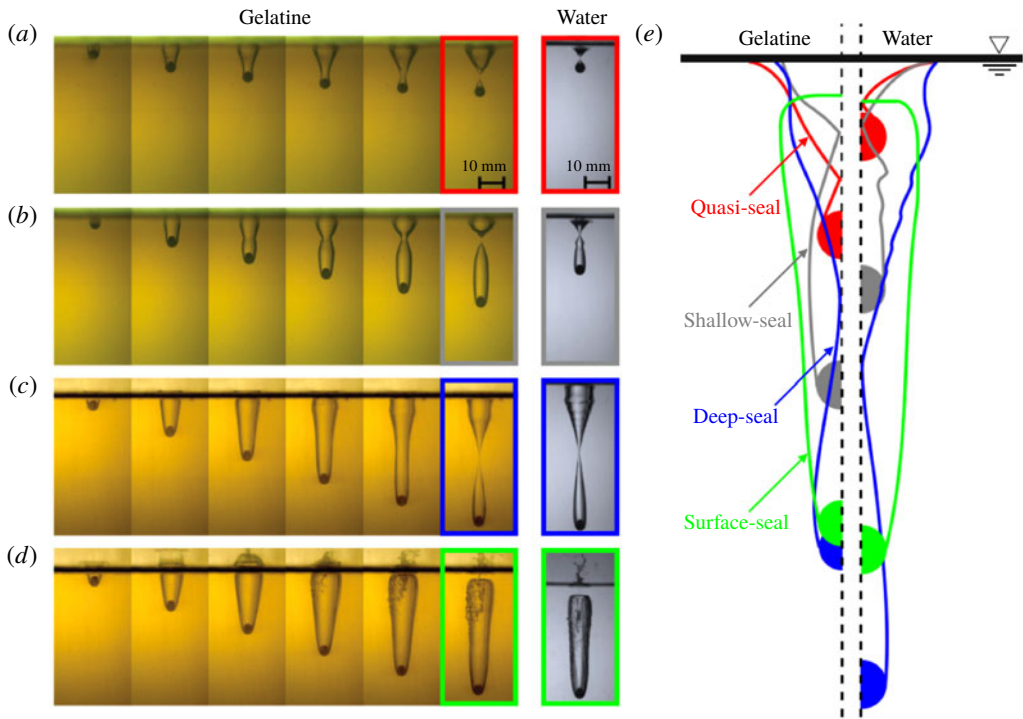 Gelatine Water
(a)
10 mm 10 mm
(b)
(c)
(d)
(e)
Gelatine Water
Quasi-seal
Shallow-seal
Deep-seal
Surface-seal